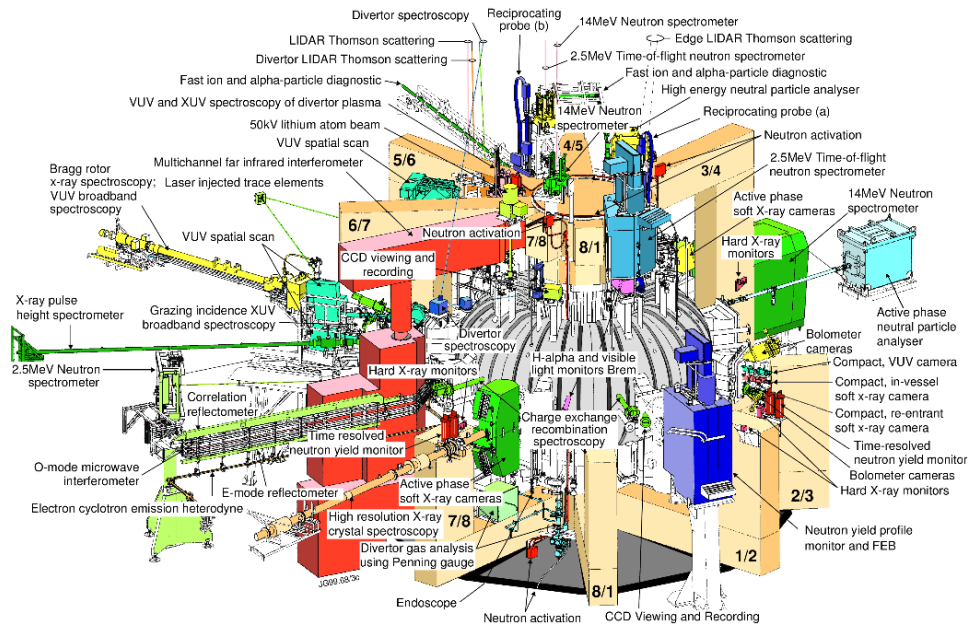 Divertor spectroscopy
LIDAR Thomson scattering
Divertor LIDAR Thomson scattering
Fast ion and alpha-particle diagnostic
VUV and XUV spectroscopy of divertor plasma
50kV lithium atom beam
VUV spatial scan
Multichannel far infrared interferometer
Reciprocating
probe (b)
14MeV Neutron spectrometer
Edge LIDAR Thomson scattering
2.5MeV Time-of-flight neutron spectrometer
Fast ion and alpha-particle diagnostic
High energy neutral particle analyser
14MeV Neutron
spectrometer
Reciprocating probe (a)
Neutron activation
2.5MeV Time-of-flight
neutron spectrometer
4/5
5/6
3/4
Bragg rotor
x-ray spectroscopy;
VUV broadband
spectroscopy
Laser injected trace elements
Active phase
soft X-ray cameras
14MeV Neutron
spectrometer
6/7
Neutron activation
7/8
8/1
VUV spatial scan
CCD viewing and
recording
Hard X-ray
monitors
X-ray pulse
height spectrometer
Grazing incidence XUV
broadband spectroscopy
Active phase
neutral particle
analyser
2.5MeV Neutron
spectrometer
Divertor
spectroscopy
Hard X-ray monitors
H-alpha and visible
light monitors Brem
Bolometer
cameras
Compact, VUV camera
Compact, in-vessel
soft X-ray camera
Compact, re-entrant
soft X-ray camera
Correlation
reflectometer
Time resolved
neutron yield monitor
Charge exchange
recombination
spectroscopy
Time-resolved
neutron yield monitor
Bolometer cameras
Hard X-ray monitors
O-mode microwave
interferometer
E-mode reflectometer
Electron cyclotron emission heterodyne
Active phase
soft X-ray cameras
High resolution X-ray
crystal spectroscopy
7/8
2/3
Neutron yield profile
monitor and FEB
Divertor gas analysis
using Penning gauge
1/2
JG99.68/3c
8/1
Endoscope
Neutron activation
CCD Viewing and Recording